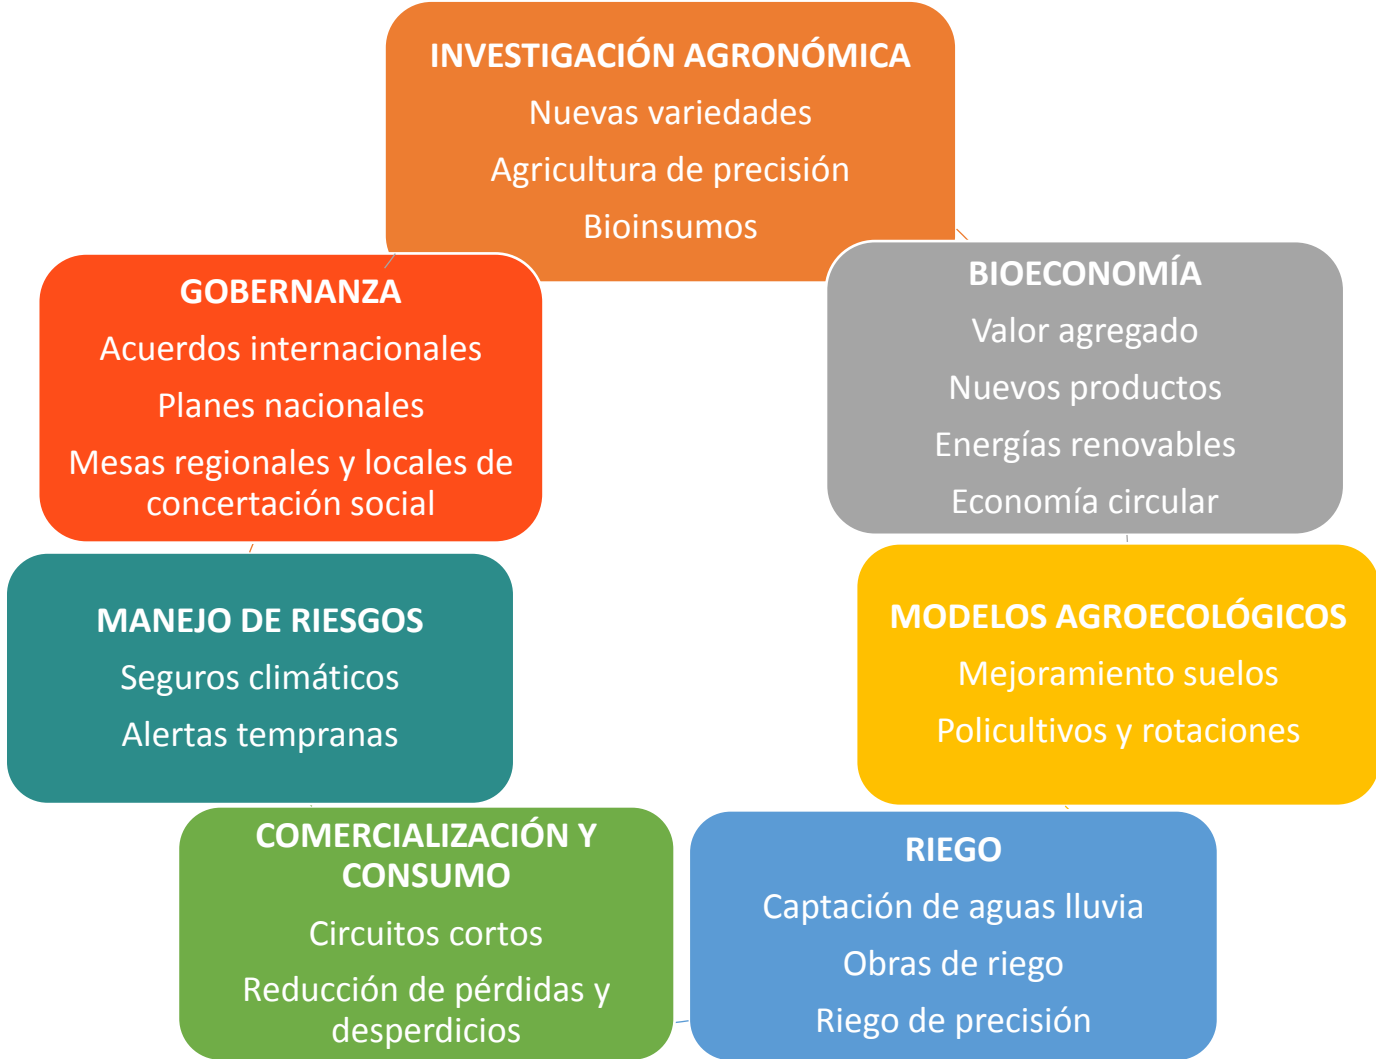 INVESTIGACIÓN AGRONÓMICA
Nuevas variedades
Agricultura de precisión
Bioinsumos
BIOECONOMÍA
Valor agregado
Nuevos productos
Energías renovables
Economía circular
MODELOS AGROECOLÓGICOS
Mejoramiento suelos
Policultivos y rotaciones
RIEGO
Captación de aguas lluvia
Obras de riego
Riego de precisión
COMERCIALIZACIÓN Y
CONSUMO
Circuitos cortos
Reducción de pérdidas y
desperdicios
MANEJO DE RIESGOS
Seguros climáticos
Alertas tempranas
GOBERNANZA
Acuerdos internacionales
Planes nacionales
Mesas regionales y locales de
concertación social